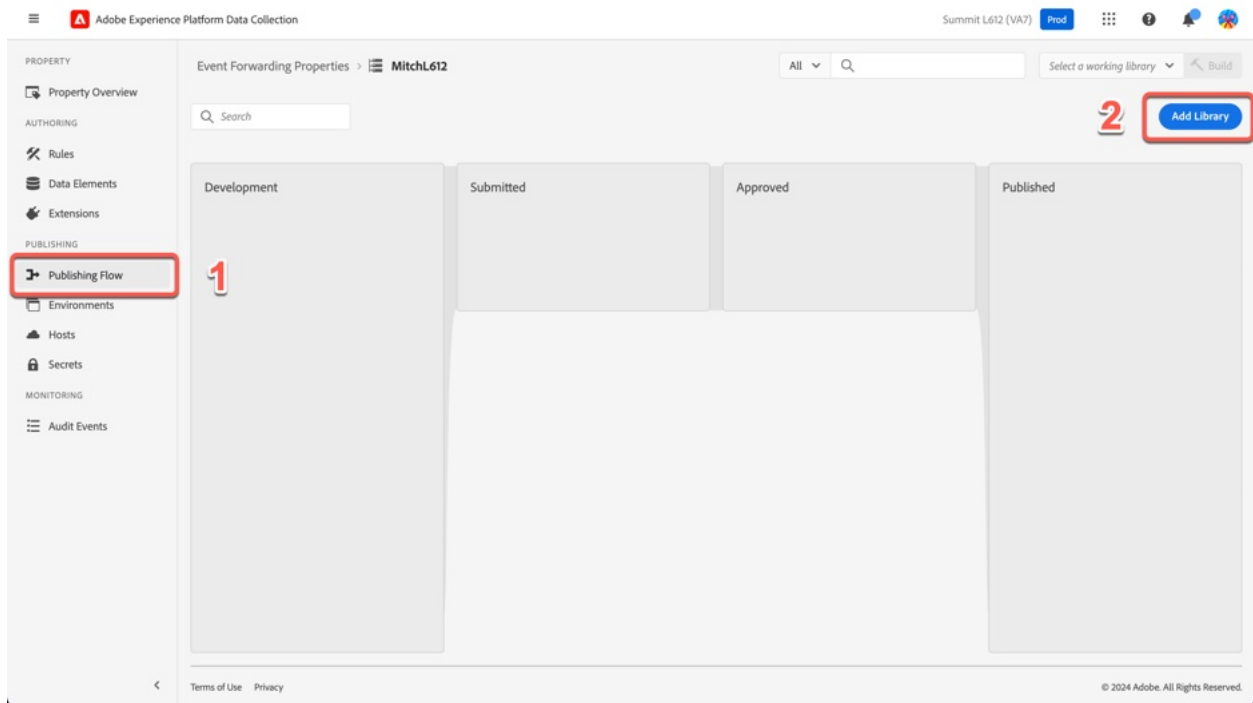 Adobe Experience Platform Data Collection
Summit L612 (VA7) Prod
PROPERTY
Property Overview
AUTHORING
Rules
Data Elements
Extensions
PUBLISHING
Publishing Flow
Environments
Hosts
Secrets
MONITORING
Audit Events
Event Forwarding Properties > MitchL612
All
Select a working library
Build
Search
2
Add Library
Development
Submitted
Approved
Published
1
Terms of Use Privacy
© 2024 Adobe. All Rights Reserved.